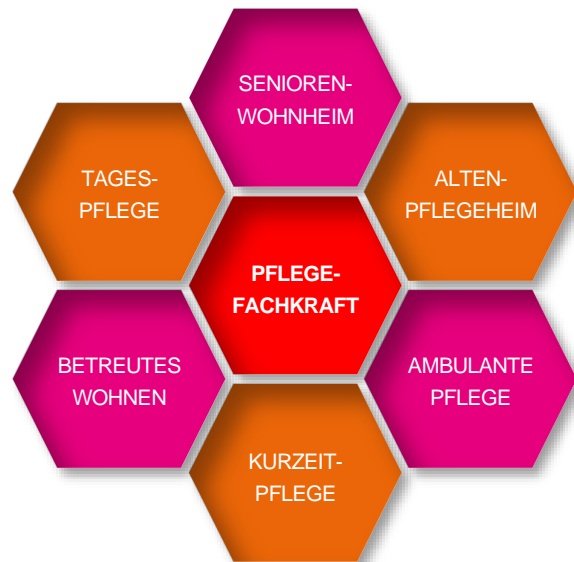 SENIOREN-
WOHNHEIM
TAGES-
PFLEGE
ALTEN-
PFLEGEHEIM
PFLEGE-
FACHKRAFT
BETREUTES
WOHNEN
AMBULANTE
PFLEGE
KURZEIT-
PFLEGE